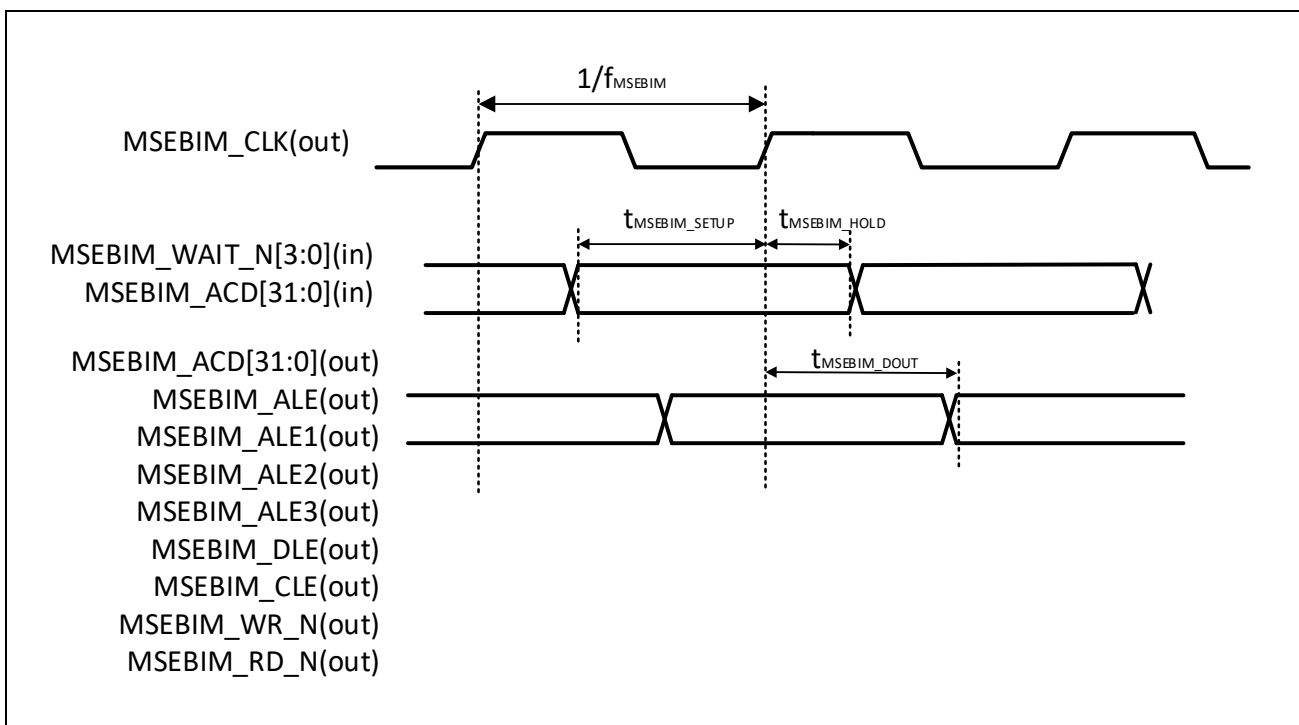 1/fMSEBIM
MSEBIM_CLK(out)
tMSEBIM_SETUP tMSEBIM_HOLD
MSEBIM_WAIT_N[3:0](in)
MSEBIM_ACD[31:0](in)
MSEBIM_ACD[31:0](out)
tMSEBIM_DOUT
MSEBIM_ALE(out)
MSEBIM_ALE1(out)
MSEBIM_ALE2(out)
MSEBIM_ALE3(out)
MSEBIM_DLE(out)
MSEBIM_CLE(out)
MSEBIM_WR_N(out)
MSEBIM_RD_N(out)